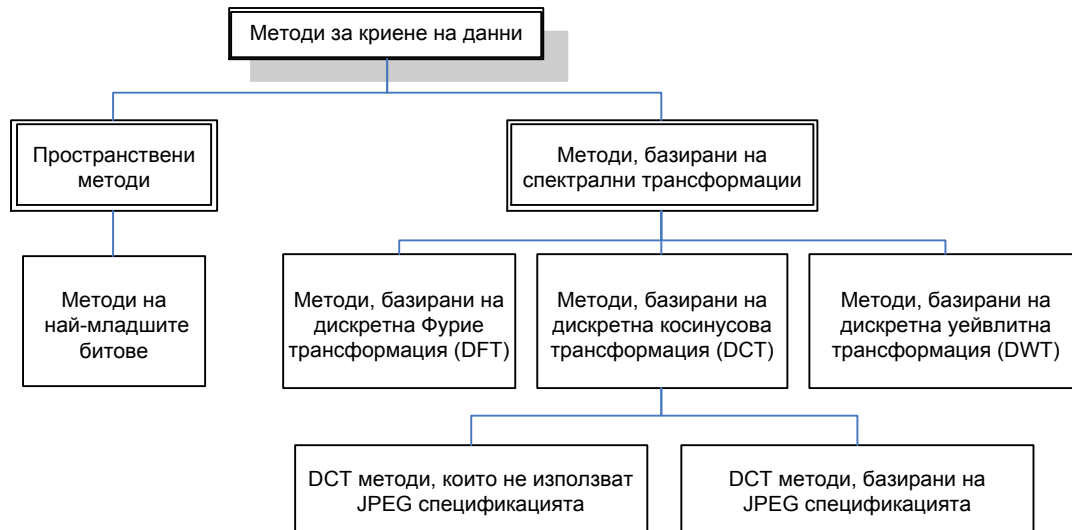 Методи за криене на данни
Пространствени
методи
Методи, базирани на
спектрални трансформации
Методи на
най-младшите
битове
Методи, базирани на
дискретна Фурие
трансформация (DFT)
Методи, базирани на
дискретна косинусова
трансформация (DCT)
Методи, базирани на
дискретна уейвлитна
трансформация (DWT)
DCT методи, които не използват
JPEG спецификацията
DCT методи, базирани на
JPEG спецификацията